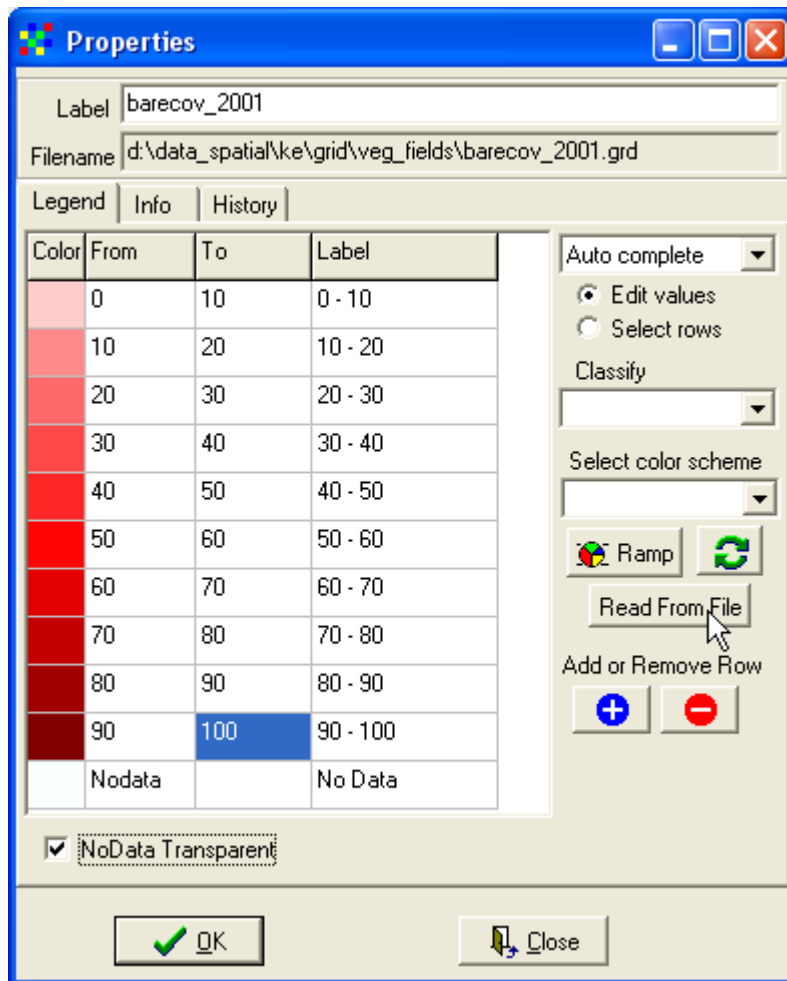 Properties
Label barecov_2001
Filename d:\data_spatial\ke\grid\veg_fields\barecov_2001.grd
Legend Info History
Color From To Label
0 10 0 - 10
10 20 10 - 20
20 30 20 - 30
30 40 30 - 40
40 50 40 - 50
50 60 50 - 60
60 70 60 - 70
70 80 70 - 80
80 90 80 - 90
90 100 90 - 100
Nodata No Data
Auto complete
Edit values
Select rows
Classify
Select color scheme
Ramp
Read From File
Add or Remove Row
NoData Transparent
OK Close